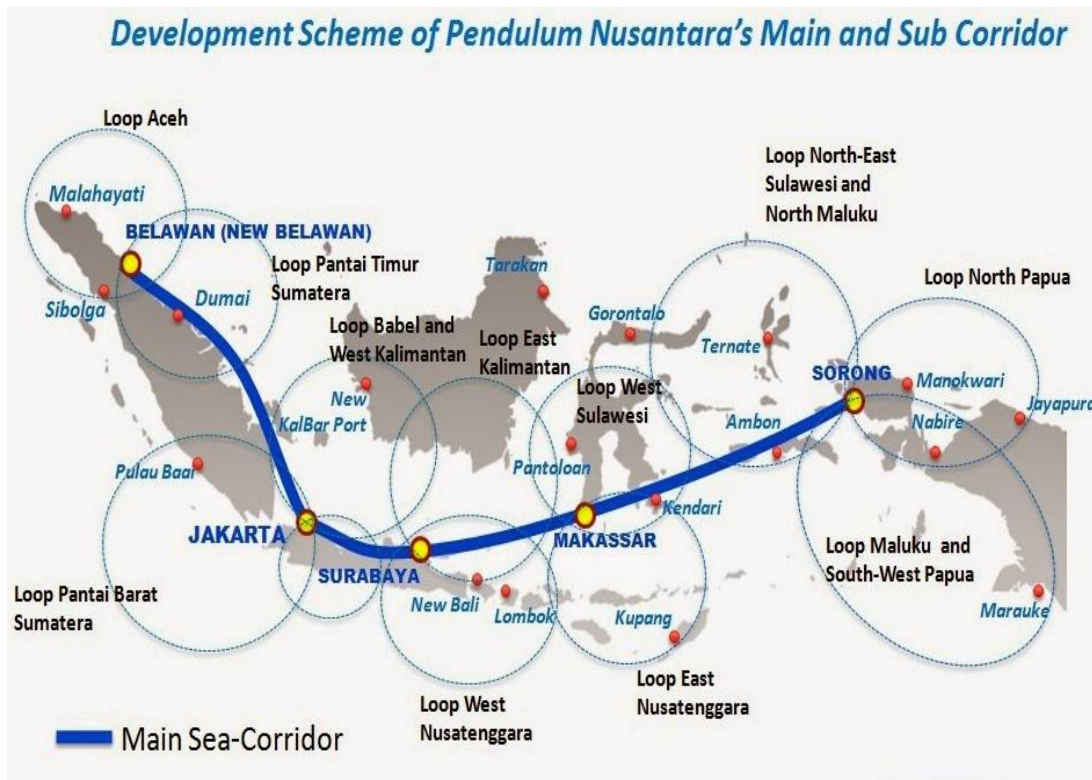 Development Scheme of Pendulum Nusantara's Main and Sub Corridor
Loop Aceh
Malahayati
BELAWAN (NEW BELAWAN)
Loop Pantai Timur
Sumatera
Sibolga
Dumai
Loop Babel and
West Kalimantan
New
KalBar Port
Tarakan
Loop East
Kalimantan
Gorontalo
Loop North-East
Sulawesi and
North Maluku
Ternate
Loop North Papua
SORONG
Manokwari
Jayapura
Nabire
Loop West
Sulawesi
Ambon
Pulau Baai
Pantoloan
Kendari
JAKARTA
SURABAYA
MAKASSAR
Loop Maluku and
South-West Papua
Loop Pantai Barat
Sumatera
New Bali
Lombok
Kupang
Marauke
Loop West
Nusatenggara
Loop East
Nusatenggara
Main Sea-Corridor